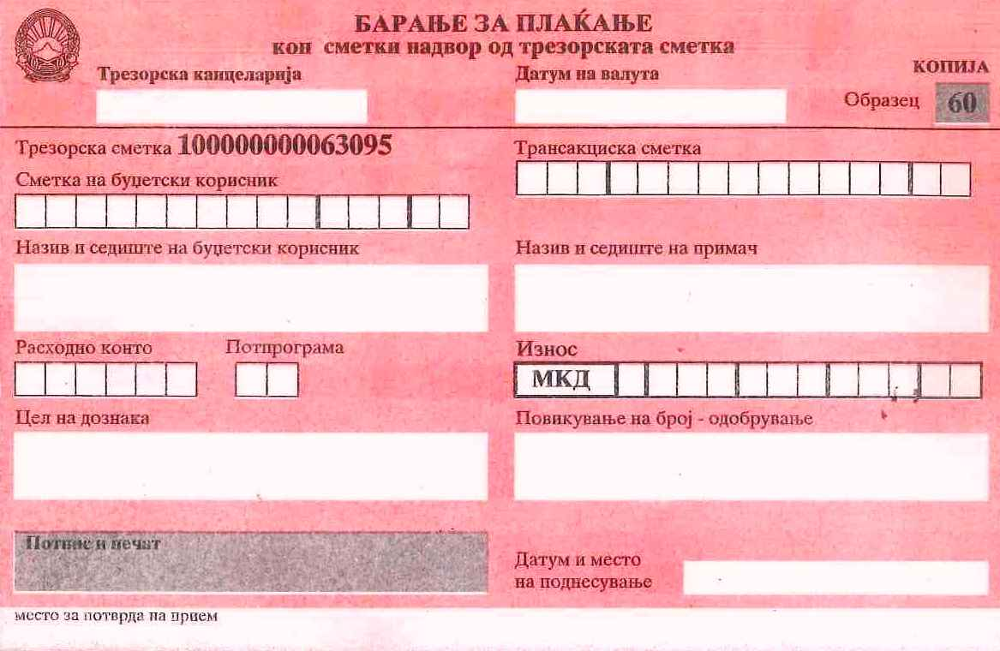 БАРАЊЕ ЗА ПЛАЌАЊЕ
кон сметки надвор од трезорската сметка
КОПИЈА
Трезорска канцеларија
Датум на валута
Образец 60
Трезорска сметка 100000000063095
Трансакциска сметка
Сметка на буџетски корисник
Назив и седиште на буџетски корисник
Назив и седиште на примач
Расходно конто
Потпрограма
Износ
МКД
Цел на дознака
Повикување на број - одобрување
Потпис и печат
Датум и место
на поднесување
место за потврда на прием